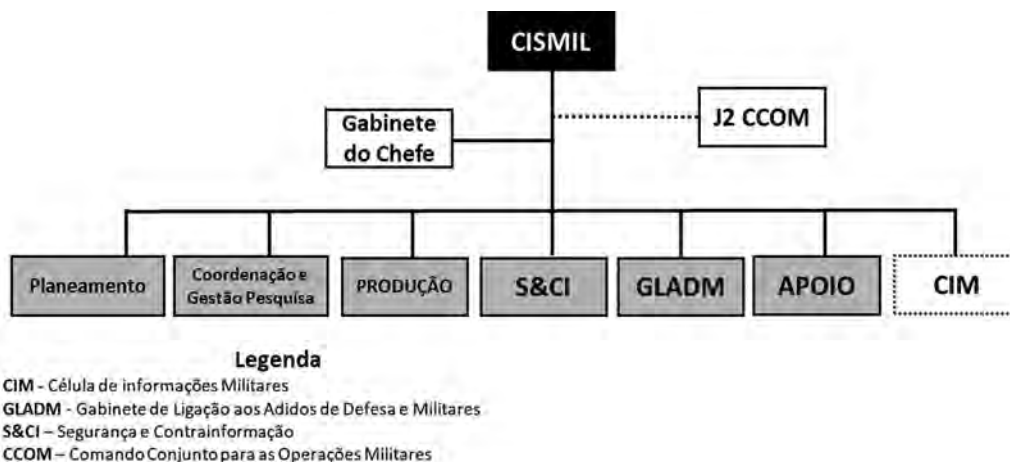 CISMIL
J2 CCOM
Gabinete
do Chefe
Planeamento
Coordenação e
Gestão Pesquisa
PRODUÇÃO
S&CI
GLADM
APOIO
CIM
Legenda
CIM - Célula de informações Militares
GLADM - Gabinete de Ligação aos Adidos de Defesa e Militares
S&CI – Segurança e Contrainformação
CCOM – Comando Conjunto para as Operações Militares